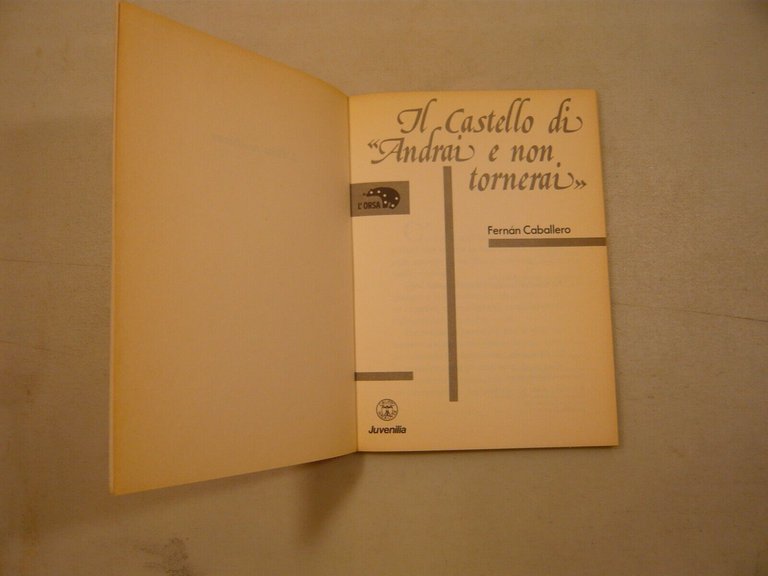 Il Castello di
«Andrai e non
tornerai»
L'ORSA
Fernán Caballero
Juvenilia